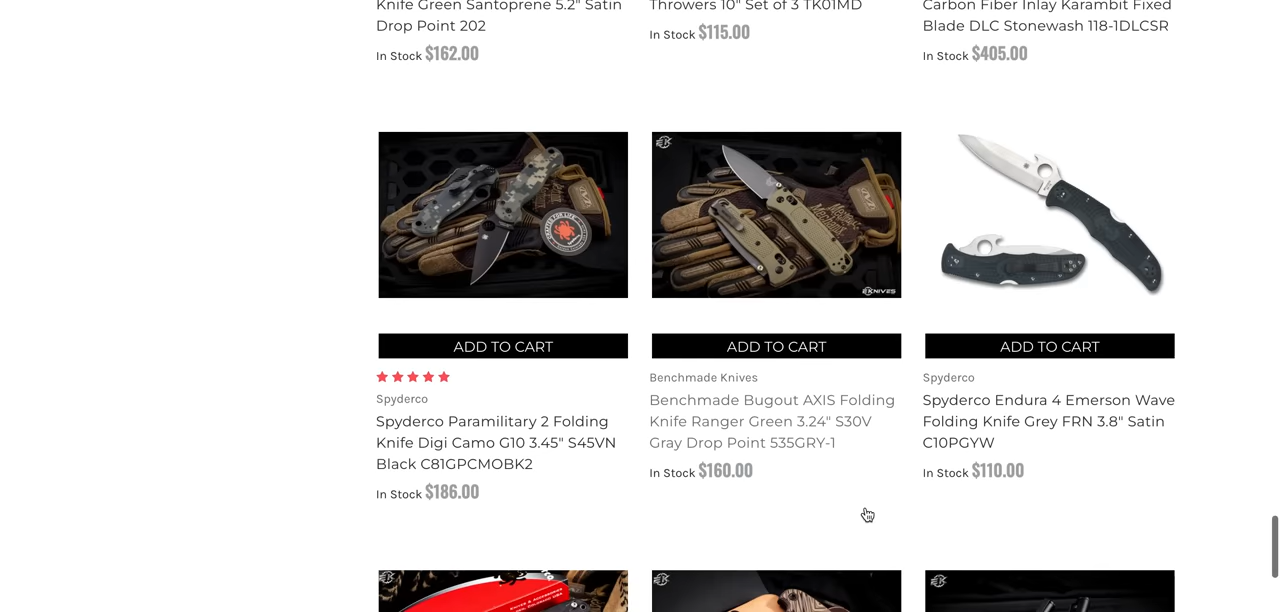 Knife Green Santoprene 5.2" Satin
Drop Point 202
In Stock $162.00
Throwers 10" Set of 3 TK01MD
In Stock $115.00
Carbon Fiber Inlay Karambit Fixed
Blade DLC Stonewash 118-1DLCSR
In Stock $405.00
ADD TO CART
Spyderco
Spyderco Paramilitary 2 Folding
Knife Digi Camo G10 3.45" S45VN
Black C81GPCMOBK2
In Stock $186.00
KNIVES
ADD TO CART
Benchmade Knives
Benchmade Bugout AXIS Folding
Knife Ranger Green 3.24" S30V
Gray Drop Point 535GRY-1
In Stock $160.00
ADD TO CART
Spyderco
Spyderco Endura 4 Emerson Wave
Folding Knife Grey FRN 3.8" Satin
C10PGYW
In Stock $110.00